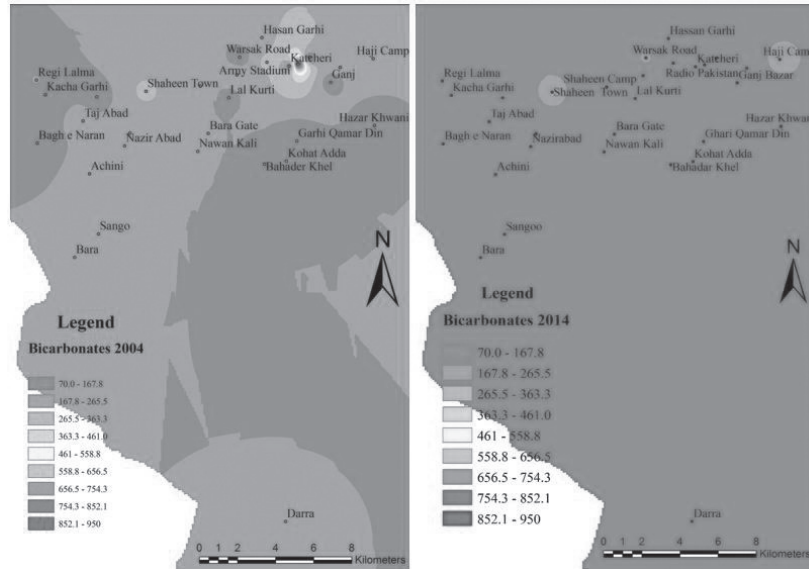 Hasan Garhi
Warsak Road
Katcheri
Haji Camp
Regi Lalma
Army Stadium
Shaheen Town
Ganj
Kacha Garhi
Lal Kurti
Taj Abad
Hazar Khwani
Bagh e Naran
Nazir Abad
Bara Gate
Garhi Qamar Din
Nawan Kali
Kohat Adda
Achini
Bahader Khel
Sango
Bara
N
Legend
Bicarbonates 2004
70.0 - 167.8
167.8 - 265.5
265.5 - 363.3
363.3 - 461.0
461 - 558.8
558.8 - 656.5
656.5 - 754.3
754.3 - 852.1
852.1 - 950
Darra
0 1 2 4 6 8
Kilometers
Hassan Garhi
Warsak Road
Katcheri
Haji Camp
Regi Lalma
Radio Pakistan
Shaheen Camp
Ganj Bazar
Kacha Garhi
Shaheen Town
Lal Kurti
Taj Abad
Hazar Khwani
Bagh e Naran
Nazirabad
Bara Gate
Ghari Qamar Din
Nawan Kali
Kohat Adda
Achini
Bahadar Khel
Sangoo
Bara
N
Legend
Bicarbonates 2014
70.0 - 167.8
167.8 - 265.5
265.5 - 363.3
363.3 - 461.0
461 - 558.8
558.8 - 656.5
656.5 - 754.3
754.3 - 852.1
852.1 - 950
Darra
0 1 2 4 6 8
Kilometers